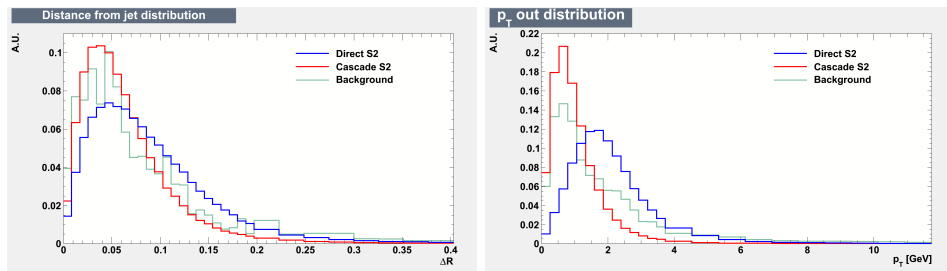 Distance from jet distribution
A.U.
0.1
0.08
0.06
0.04
0.02
0
0
0.05
0.1
0.15
0.2
0.25
0.3
0.35
0.4
ΔR
Direct S2
Cascade S2
Background
p_T out distribution
A.U.
0.22
0.2
0.18
0.16
0.14
0.12
0.1
0.08
0.06
0.04
0.02
0
0
2
4
6
8
10
p_T [GeV]
Direct S2
Cascade S2
Background